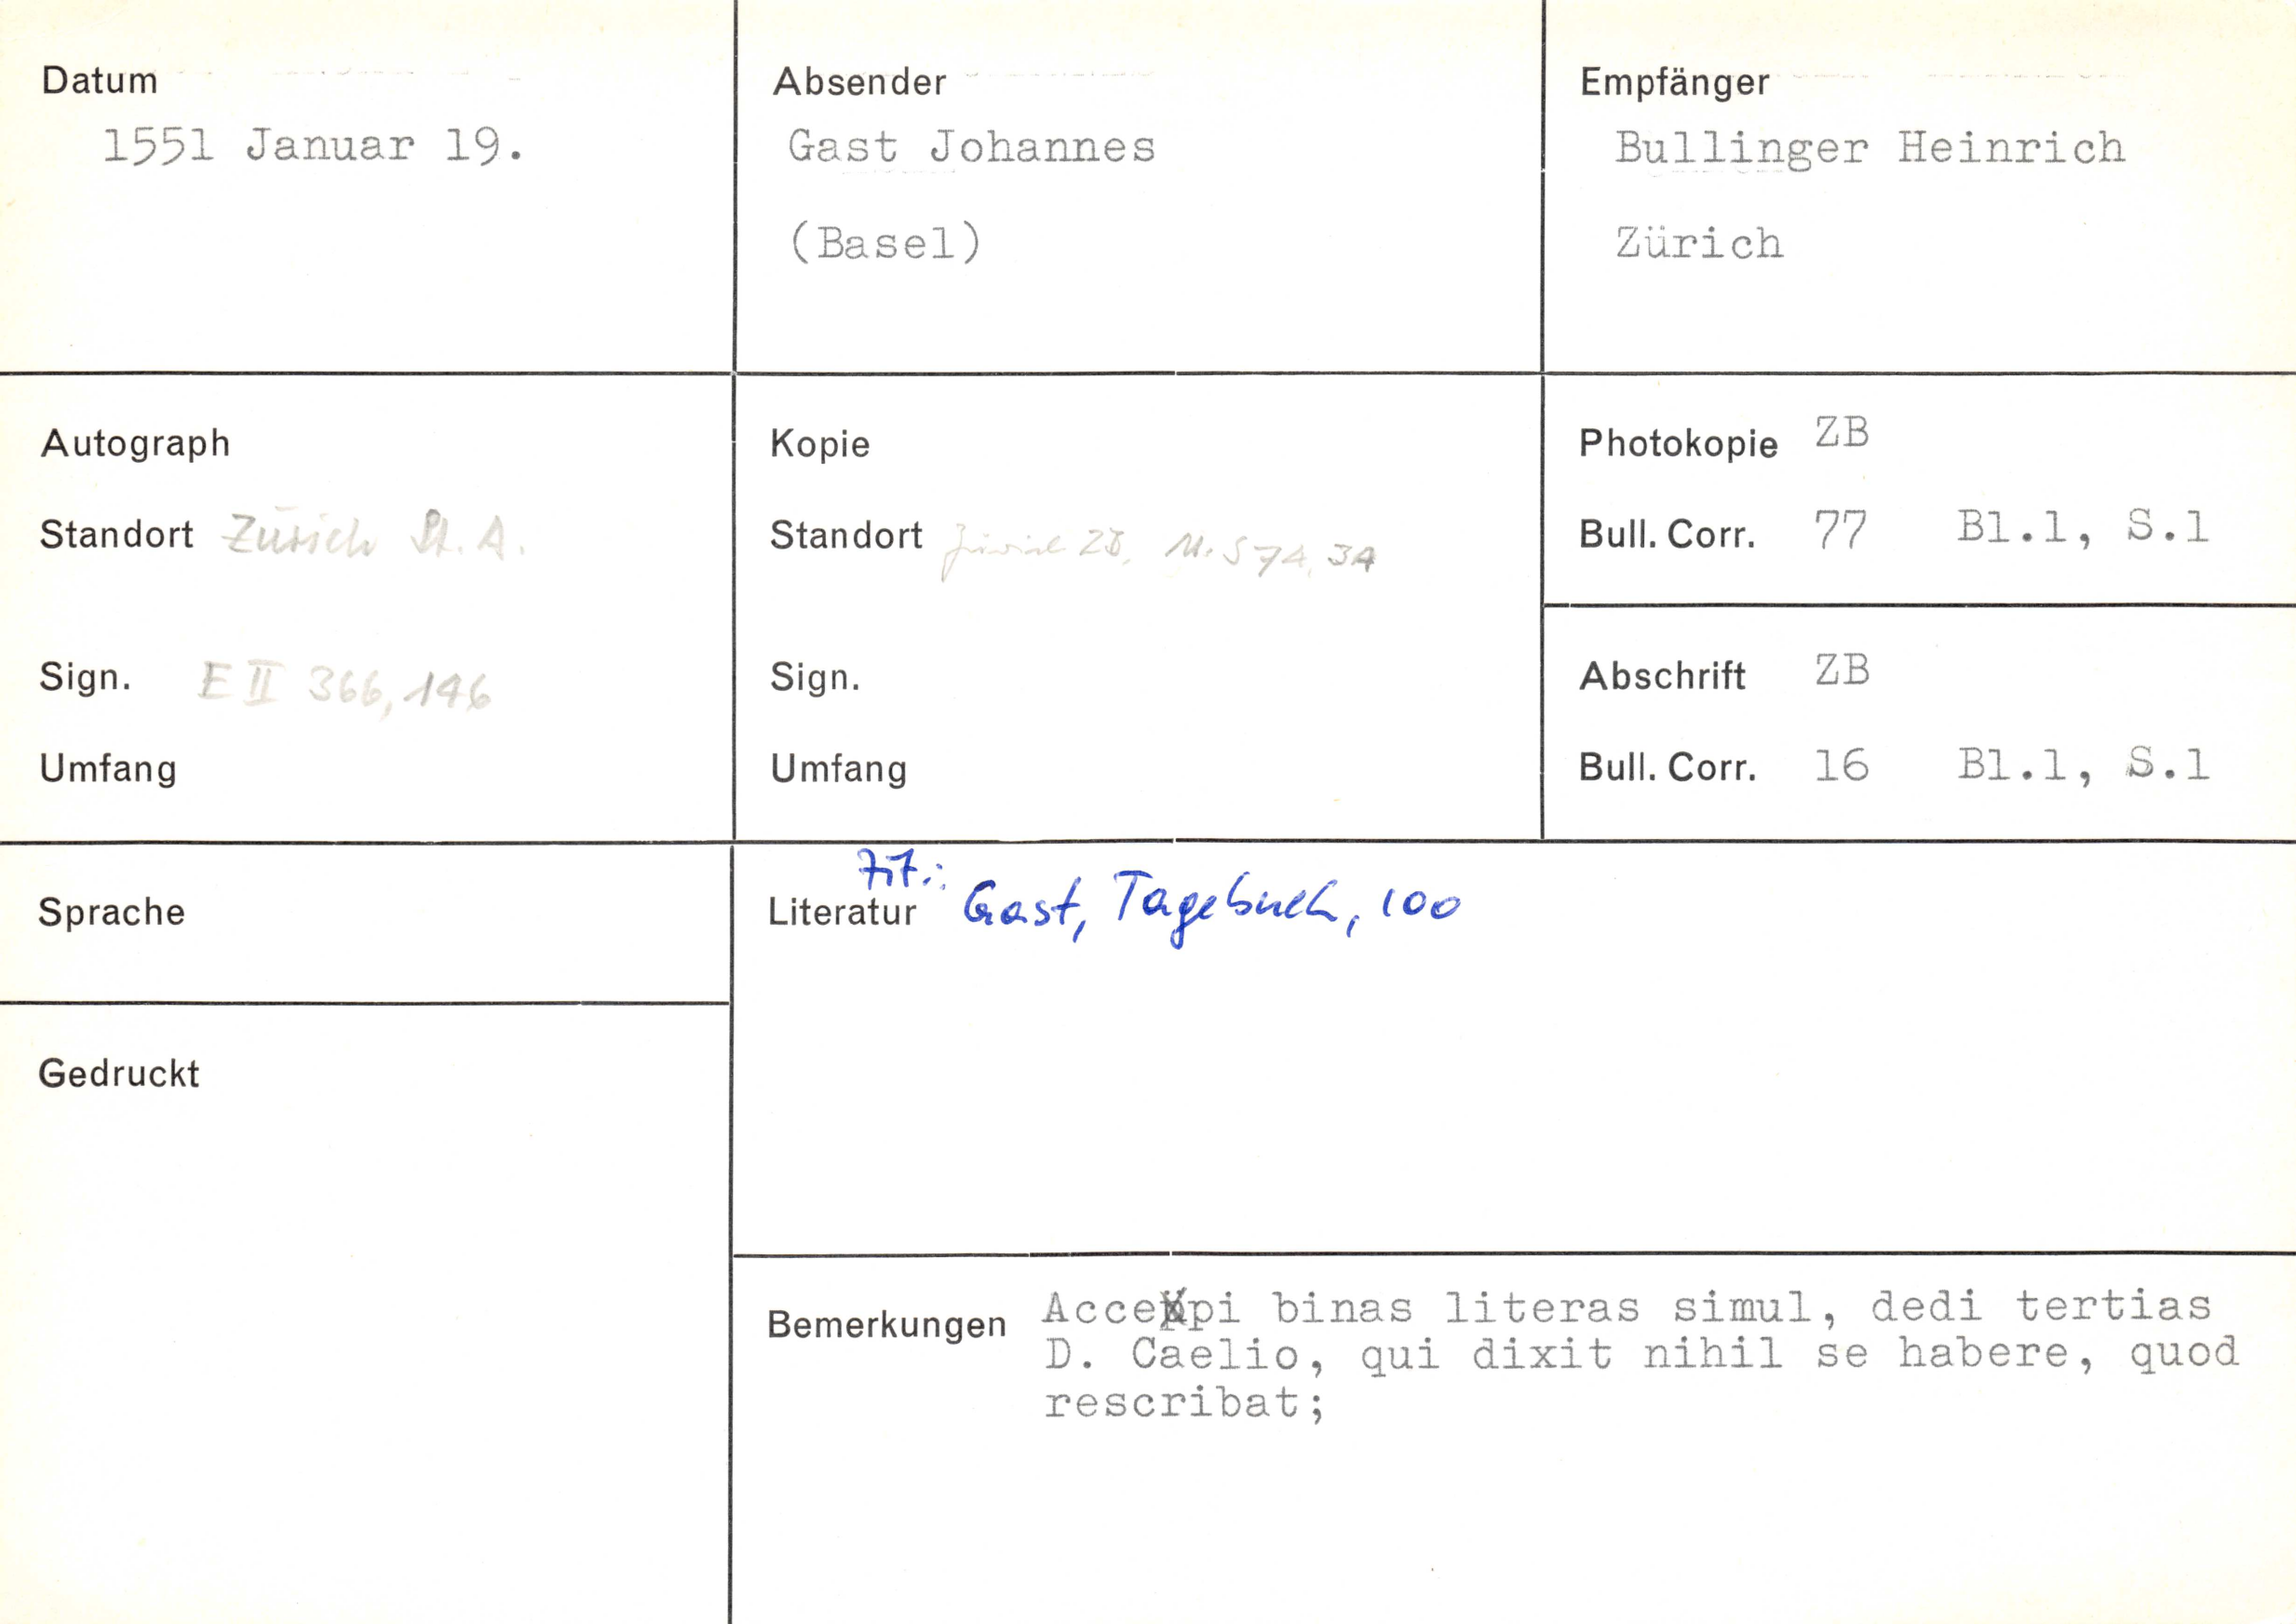 Datum
1551 Januar 19.
Absender
Gast Johannes
(Basel)
Empfänger
Bullinger Heinrich
Zürich
Autograph
Standort Zürich St. A.
Sign. E II 366, 146
Umfang
Kopie
Standort Zürich ZB, M. S 74, 34
Sign.
Umfang
Photokopie ZB
Bull. Corr. 77 Bl.1, S.1
Abschrift ZB
Bull. Corr. 16 Bl.1, S.1
Sprache
Gedruckt
zit.:
Literatur Gast, Tagebuch, 100
Bemerkungen Accepi binas literas simul, dedi tertias
D. Caelio, qui dixit nihil se habere, quod
rescribat;